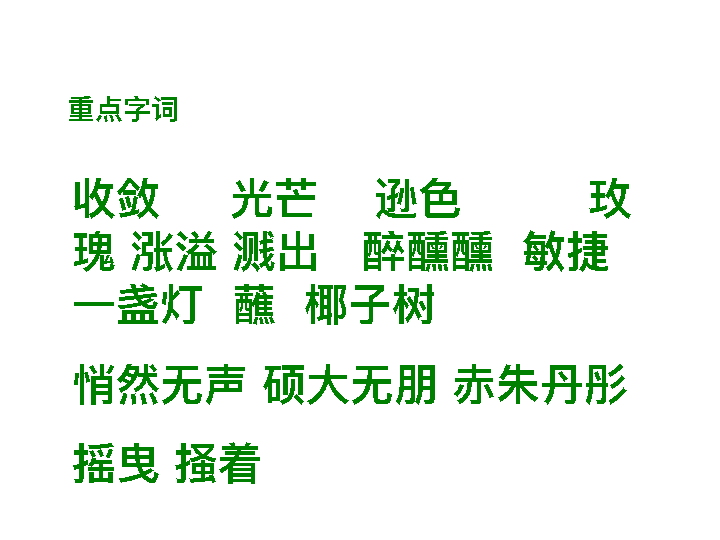 重点字词
收敛 光芒 逊色 玫
瑰 涨溢 溅出 醉醺醺 敏捷
一盏灯 蘸 椰子树
悄然无声 硕大无朋 赤朱丹彤
摇曳 搔着